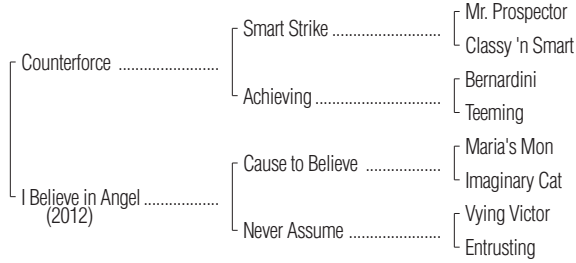 Mr. Prospector
Smart Strike ........................
Classy 'n Smart
Counterforce ......................
Bernardini
Achieving ............................
Teeming
Maria's Mon
Cause to Believe .................
Imaginary Cat
I Believe in Angel ................
(2012)
Vying Victor
Never Assume ....................
Entrusting